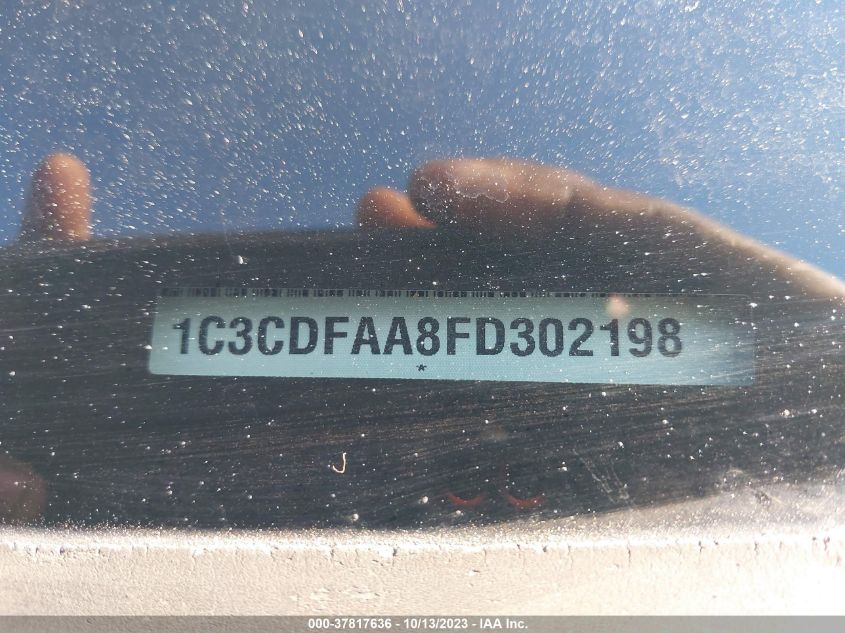 1C3CDFAA8FD302198
*
000-37817636 - 10/13/2023 - IAA Inc.